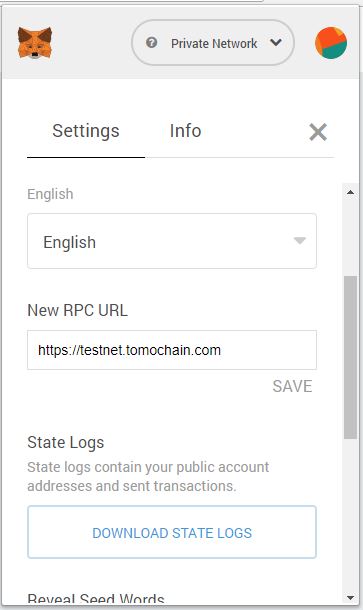 Private Network
Settings
Info
English
English
New RPC URL
https://testnet.tomochain.com
SAVE
State Logs
State logs contain your public account
addresses and sent transactions.
DOWNLOAD STATE LOGS
Reveal Seed Words